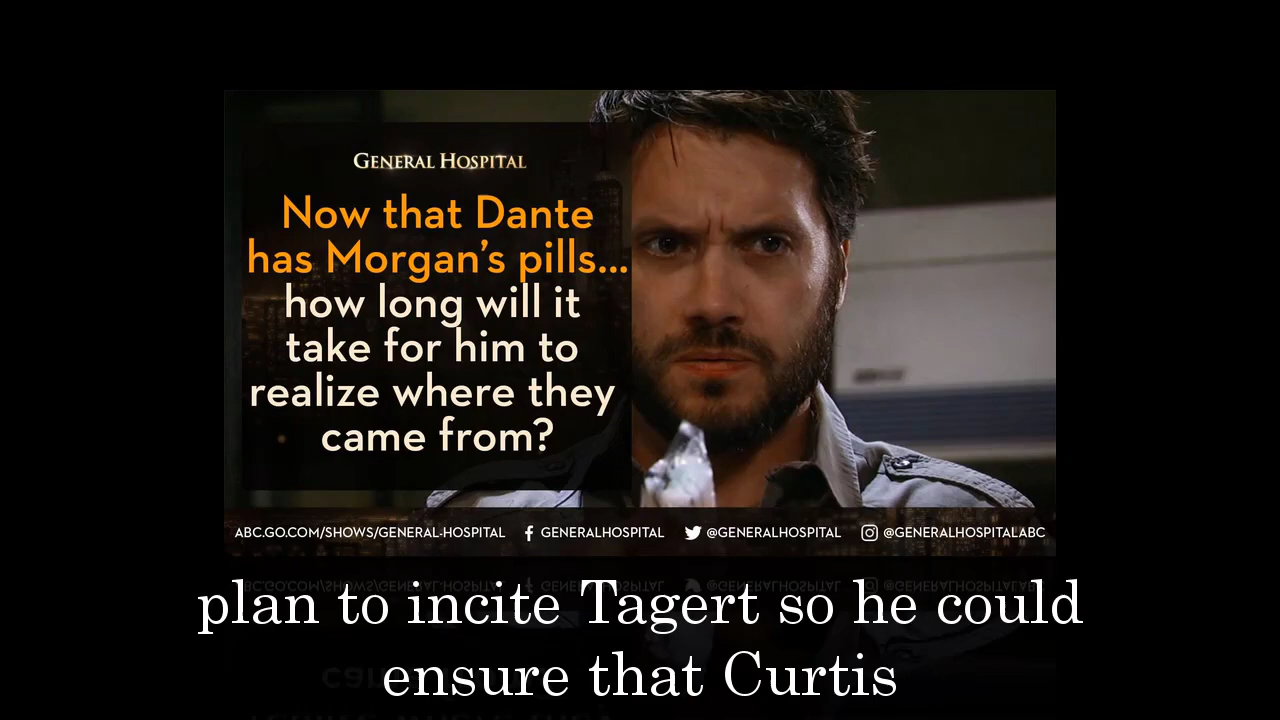 GENERAL HOSPITAL
Now that Dante
has Morgan's pills...
how long will it
take for him to
realize where they
came from?
ABC.GO.COM/SHOWS/GENERAL-HOSPITAL GENERALHOSPITAL @GENERALHOSPITAL @GENERALHOSPITALABC
plan to incite Tagert so he could
ensure that Curtis